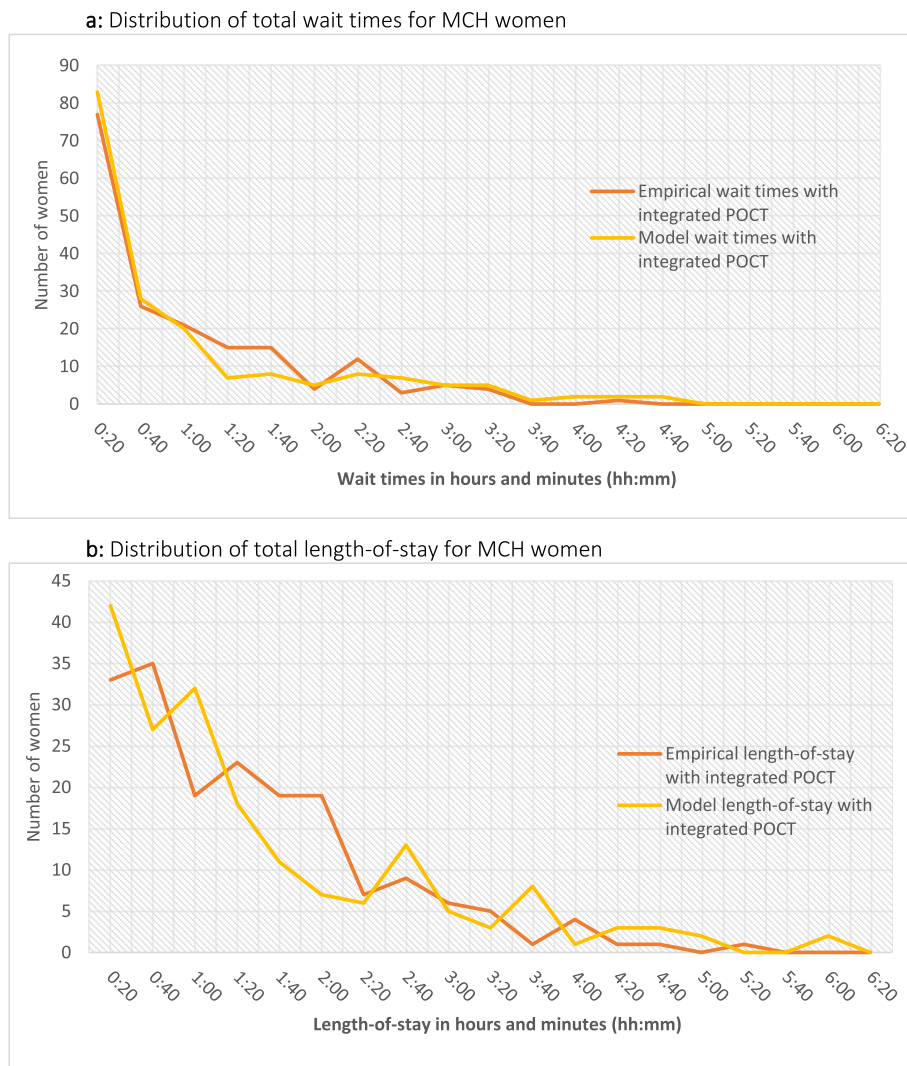 a: Distribution of total wait times for MCH women
90
80
70
60
50
40
30
20
10
0
Number of women
Empirical wait times with
integrated POCT
Model wait times with
integrated POCT
0:20 0:40 1:00 1:20 1:40 2:00 2:20 2:40 3:00 3:20 3:40 4:00 4:20 4:40 5:00 5:20 5:40 6:00 6:20
Wait times in hours and minutes (hh:mm)
b: Distribution of total length-of-stay for MCH women
45
40
35
30
25
20
15
10
5
0
Number of women
Empirical length-of-stay
with integrated POCT
Model length-of-stay with
integrated POCT
0:20 0:40 1:00 1:20 1:40 2:00 2:20 2:40 3:00 3:20 3:40 4:00 4:20 4:40 5:00 5:20 5:40 6:00 6:20
Length-of-stay in hours and minutes (hh:mm)